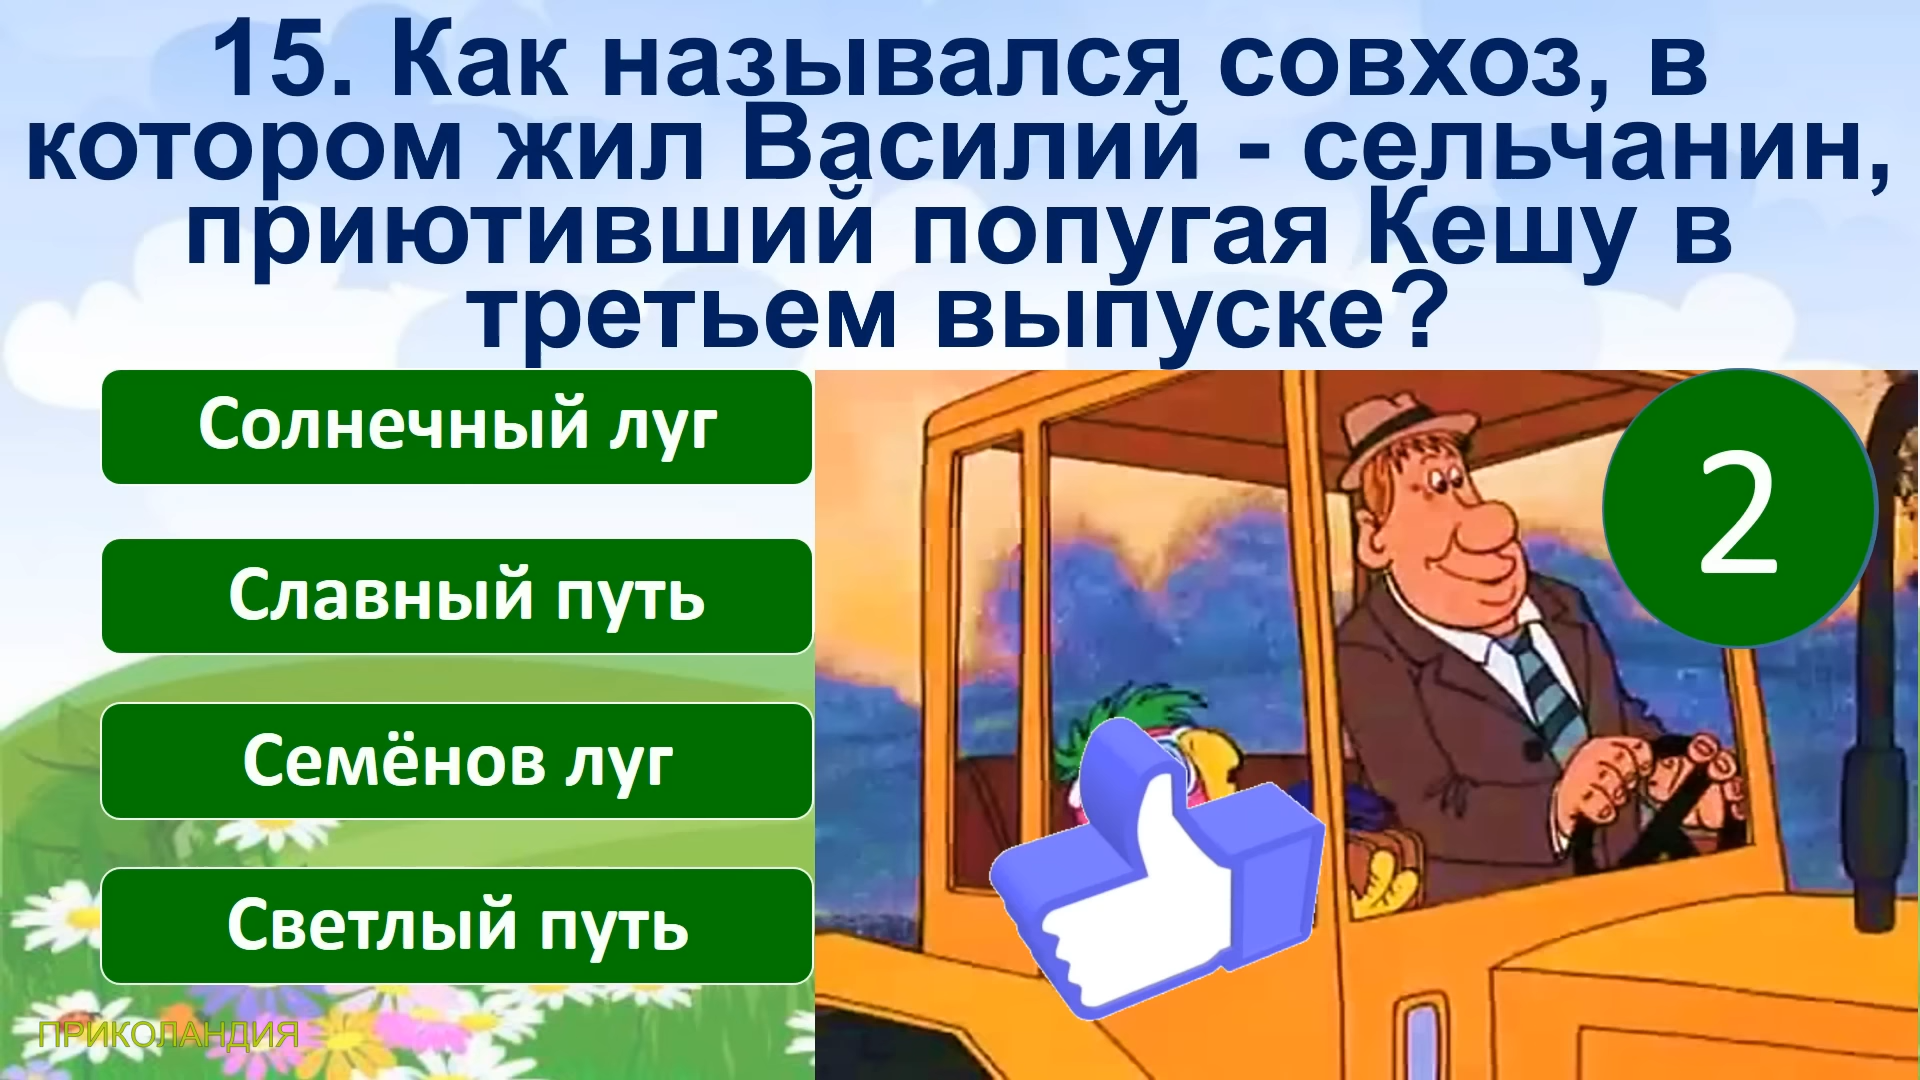 15. Как назывался совхоз, в
котором жил Василий - сельчанин,
приютивший попугая Кешу в
третьем выпуске?
Солнечный луг
Славный путь
Семёнов луг
Светлый путь
2
ПРИКОЛАНДИЯ